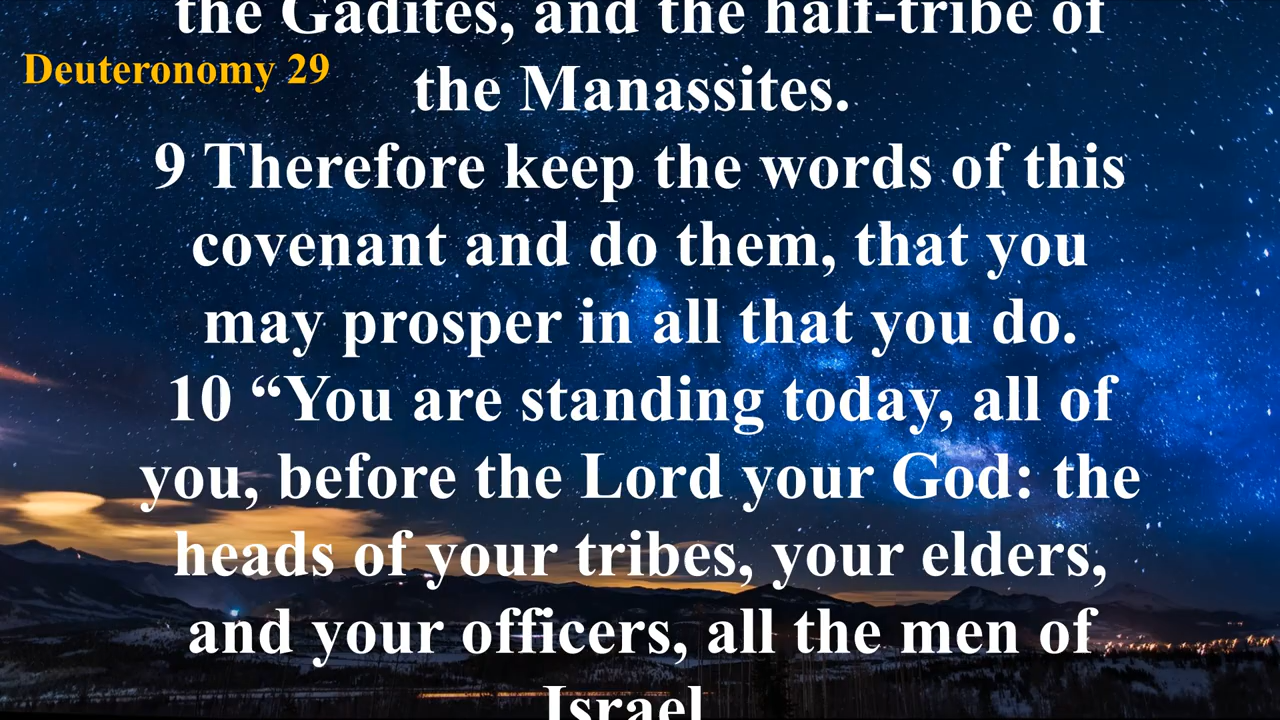 the Gadites, and the half-tribe of
Deuteronomy 29
the Manassites.
9 Therefore keep the words of this
covenant and do them, that you
may prosper in all that you do.
10 “You are standing today, all of
you, before the Lord your God: the
heads of your tribes, your elders,
and your officers, all the men of
Israel